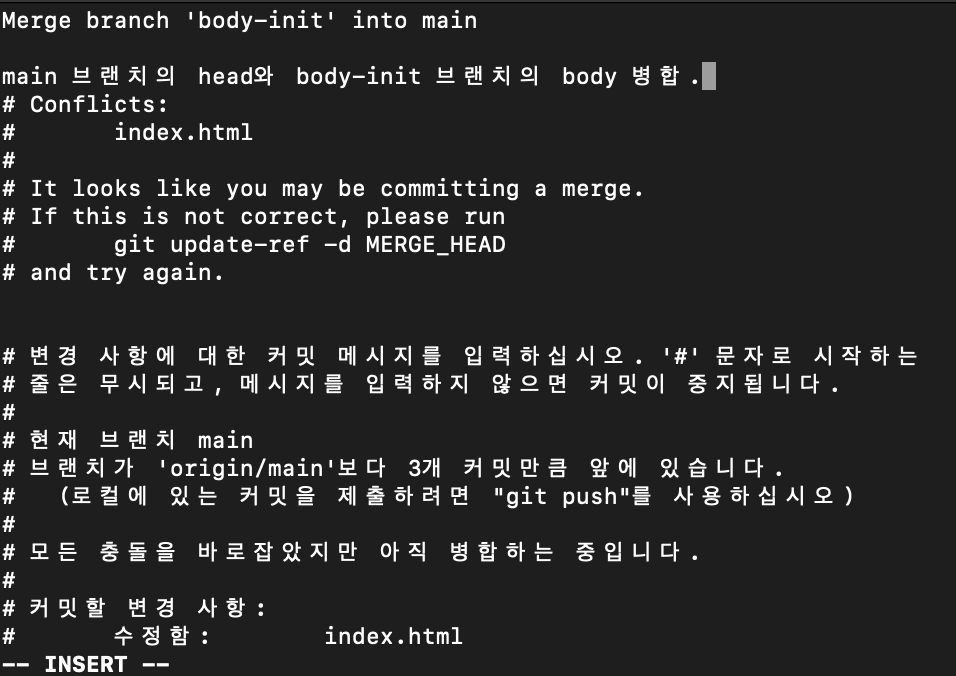 Merge branch 'body-init' into main
main 브랜치의 head와 body-init 브랜치의 body 병합.
# Conflicts:
#       index.html
#
# It looks like you may be committing a merge.
# If this is not correct, please run
#       git update-ref -d MERGE_HEAD
# and try again.
# 변경 사항에 대한 커밋 메시지를 입력하십시오. '#' 문자로 시작하는
# 줄은 무시되고, 메시지를 입력하지 않으면 커밋이 중지됩니다.
#
# 현재 브랜치 main
# 브랜치가 'origin/main'보다 3개 커밋만큼 앞에 있습니다.
#   (로컬에 있는 커밋을 제출하려면 "git push"를 사용하십시오)
#
# 모든 충돌을 바로잡았지만 아직 병합하는 중입니다.
#
# 커밋할 변경 사항:
#       수정함:        index.html
-- INSERT --